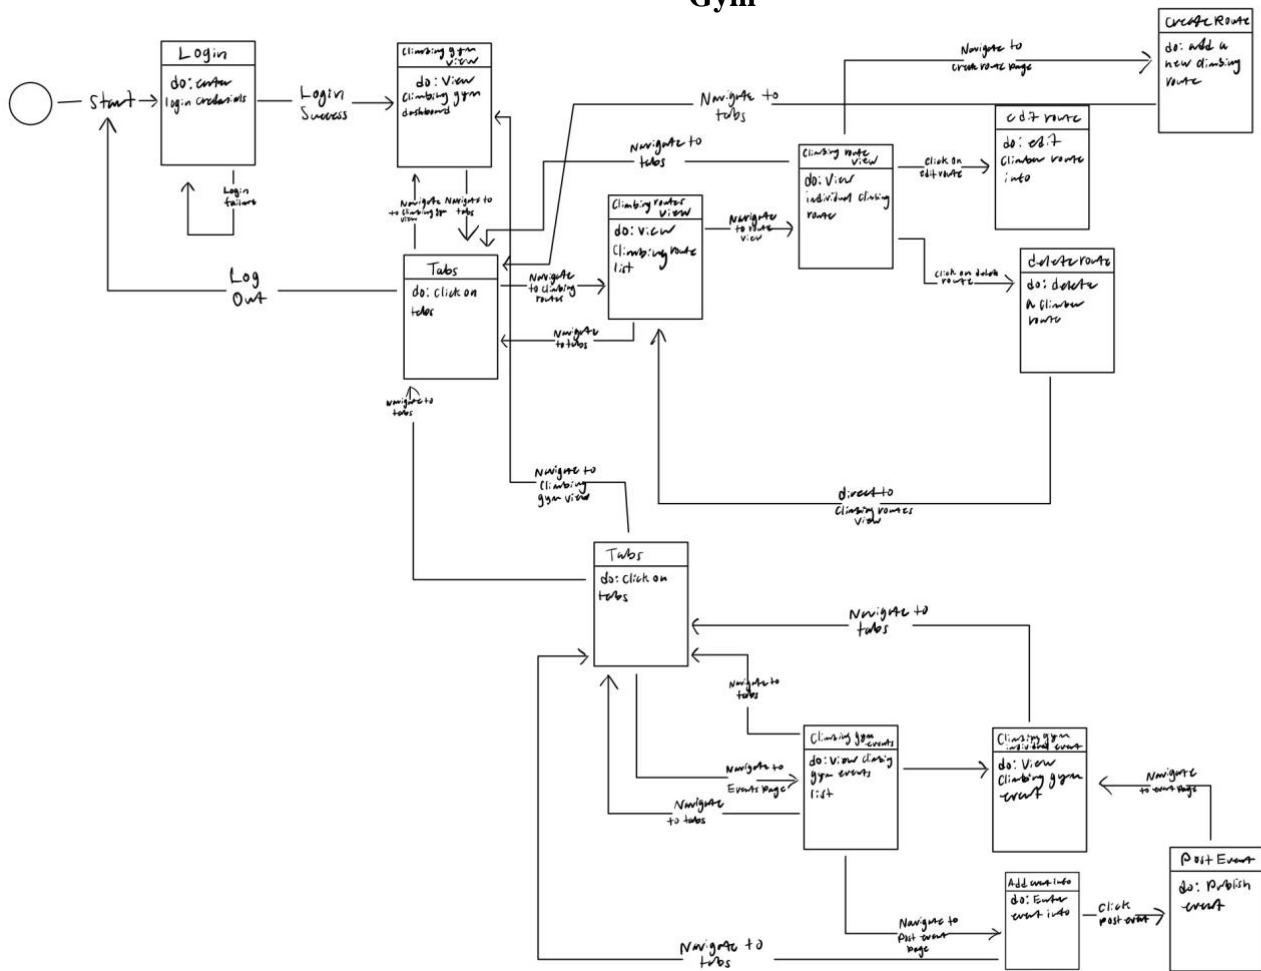 Gym
Start
Login
do: enter
login credentials
Login
failure
Login
Success
Climbing gym
view
do: View
Climbing gym
dashboard
Navigate
to Climbing gym
view
Navigate to
tabs
Log
Out
Tabs
do: Click on
tabs
Navigate
to Climbing
routes
Navigate
to tabs
Climbing routes
view
do: View
Climbing route
list
Navigate
to route
view
Navigate to
tabs
Navigate to
tabs
Climbing route
view
do: View
individual climbing
route
Navigate to
Create route page
Create Route
do: add a
new climbing
route
Click on
edit route
edit route
do: edit
Climber route
info
Click on delete
route
delete route
do: delete
a climber
route
direct to
Climbing routes
view
Navigate to
tabs
Navigate to
Climbing
gym view
Tabs
do: Click on
tabs
Navigate to
tabs
Navigate to
tabs
Navigate to
Events page
Navigate
to tabs
Climbing gym
events
do: View climbing
gym events
list
Climbing gym
individual event
do: View
Climbing gym
event
Navigate
to event page
Post Event
do: Publish
event
Add event info
do: Enter
event info
Click
post event
Navigate to
Post event
page
Navigate to
tabs